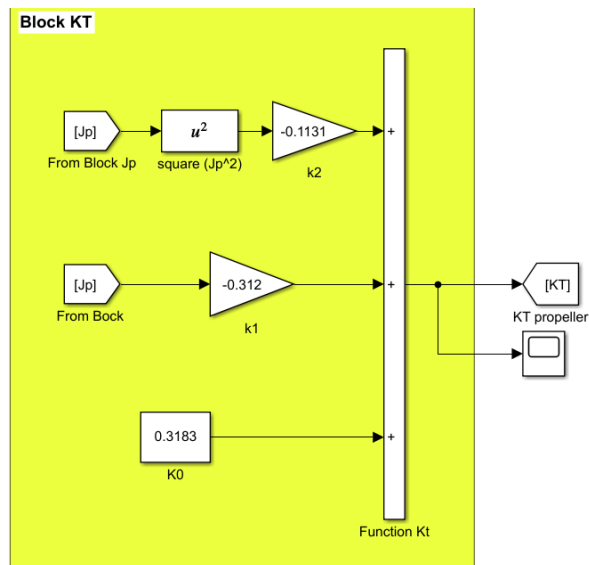 Block KT
[Jp]
From Block Jp
u²
square (Jp^2)
-0.1131
k2
+
[Jp]
From Bock
-0.312
k1
+
[KT]
KT propeller
0.3183
K0
+
Function Kt